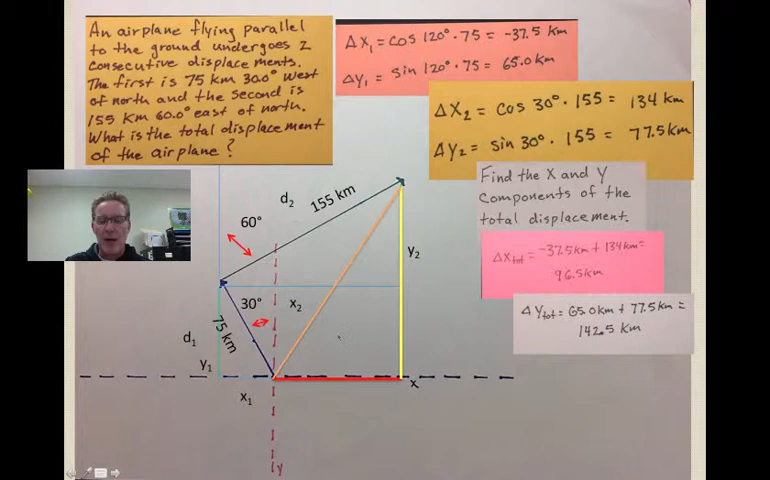 An airplane flying parallel
to the ground undergoes 2
consecutive displacements.
The first is 75 km 30.0° west
of north and the second is
155 km 60.0° east of north.
What is the total displacement
of the airplane?
ΔX₁ = cos 120° · 75 = -37.5 km
ΔY₁ = sin 120° · 75 = 65.0 km
ΔX₂ = cos 30° · 155 = 134 km
ΔY₂ = sin 30° · 155 = 77.5 km
Find the X and Y
components of the
total displacement.
ΔXtot = -37.5 km + 134 km =
96.5 km
ΔYtot = 65.0 km + 77.5 km =
142.5 km
d₂
155 km
60°
y₂
30°
x₂
75 km
d₁
y₁
x
x₁
y